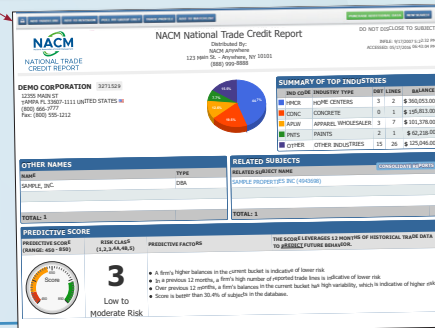 NACM National Trade Credit Report
DO NOT DISCLOSE TO SUBJECT
NACM
NATIONAL TRADE
CREDIT REPORT
Distributed By:
NACM Anywhere
123 Main St. - Anywhere, NY 10101
(888) 999-8888
DEMO CORPORATION 3271529
12355 MAIN ST
TAMPA FL 33607-1111 UNITED STATES
(800) 666-7777
Fax: (800) 555-1212
SUMMARY OF TOP INDUSTRIES
IND CODE INDUSTRY TYPE DBT LINES BALANCE
HMCR HOME CENTERS 3 2 $360,053.00
CONC CONCRETE 0 1
APLW APPAREL WHOLESALER 3 7 $101,378.00
PNTS PAINTS 2 1 $62,218.00
OTHER OTHER INDUSTRIES 15 26 $125,046.00
OTHER NAMES
NAME TYPE
SAMPLE, INC. DBA
TOTAL: 1
RELATED SUBJECTS
CONSOLIDATE REPORTS
RELATED SUBJECT NAME
SAMPLE PROPERTIES INC (4943698)
TOTAL: 1
PREDICTIVE SCORE
PREDICTIVE SCORE
(RANGE: 450 - 850)
RISK CLASS
(1,2,3,4A,4B,5)
PREDICTIVE FACTORS
THE SCORE LEVERAGES 12 MONTHS OF HISTORICAL TRADE DATA
TO PREDICT FUTURE BEHAVIOR.
Score
3
Low to
Moderate Risk
• A firm's higher balances in the current bucket is indicative of lower risk
• In a previous 12 months, a firm's high number of reported trade lines is indicative of lower risk
• Over previous 12 months, a firm's balances in the current bucket has high variability, which is indicative of higher risk
• Score is better than 30.4% of subjects in the database.